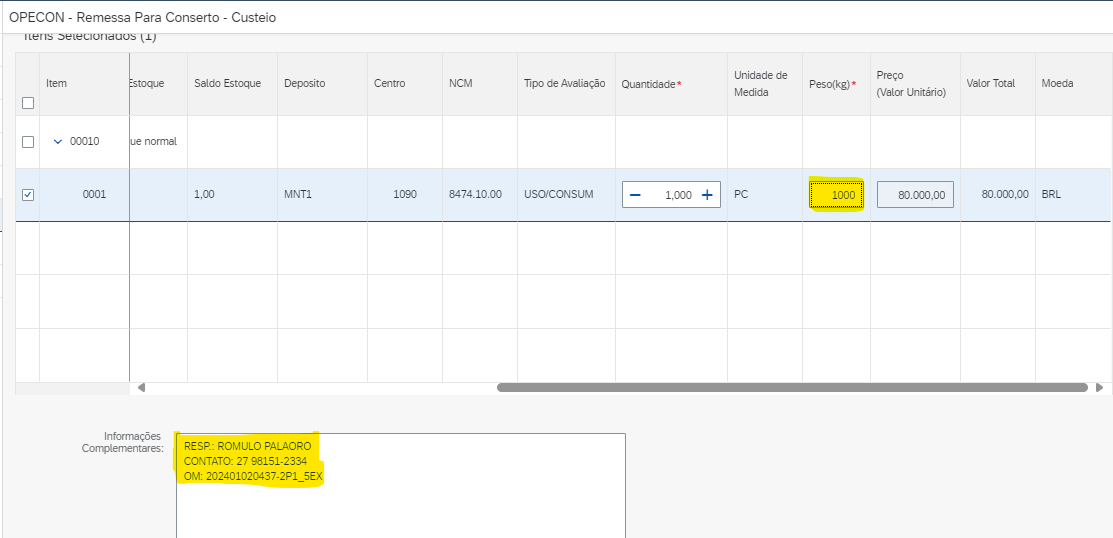 OPECON - Remessa Para Conserto - Custeio
Itens Selecionados (1)
Item Estoque Saldo Estoque Deposito Centro NCM Tipo de Avaliação Quantidade* Unidade de Medida Peso(kg)* Preço (Valor Unitário) Valor Total Moeda
00010 ue normal
0001 1,00 MNT1 1090 8474.10.00 USO/CONSUM − 1,000 + PC 1000 80.000,00 80.000,00 BRL
Informações
Complementares:
RESP.: ROMULO PALAORO
CONTATO: 27 98151-2334
OM: 202401020437-2P1_5EX